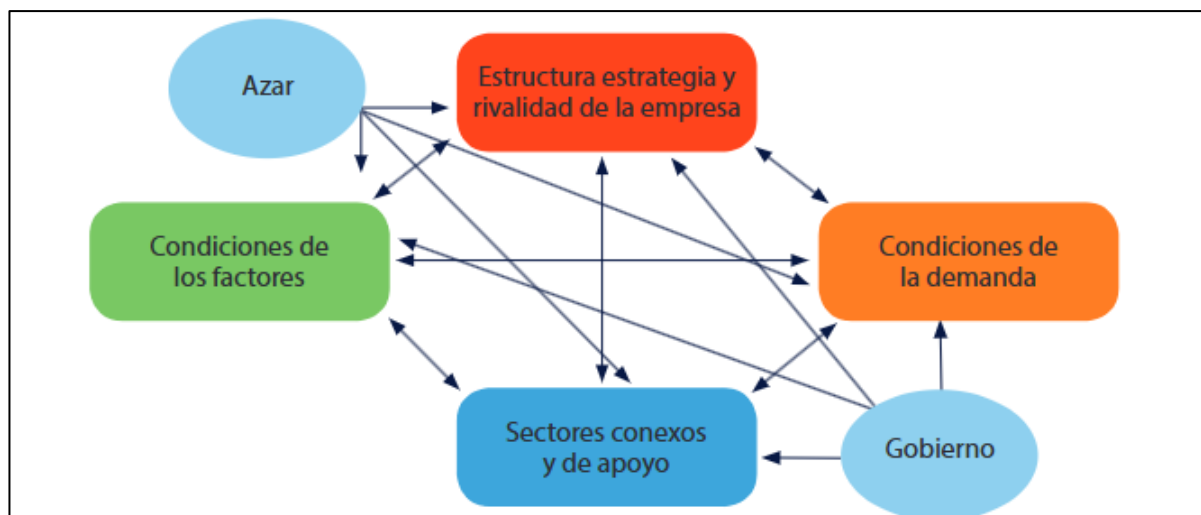 Azar
Estructura estrategia y
rivalidad de la empresa
Condiciones de
los factores
Condiciones de
la demanda
Sectores conexos
y de apoyo
Gobierno